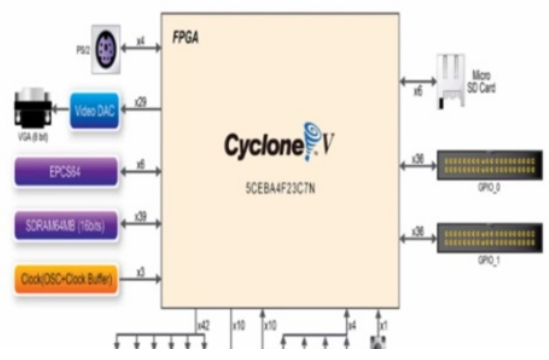 FPGA
PS/2
x4
Micro
SD Card
x6
Video DAC
x29
VGA (8 bit)
Cyclone V
5CEBA4F23C7N
EPCS64
x6
x36
GPIO_0
SDRAM64MB (16bits)
x39
x36
GPIO_1
Clock(OSC+Clock Buffer)
x3
x42
x10
x10
x4
x1